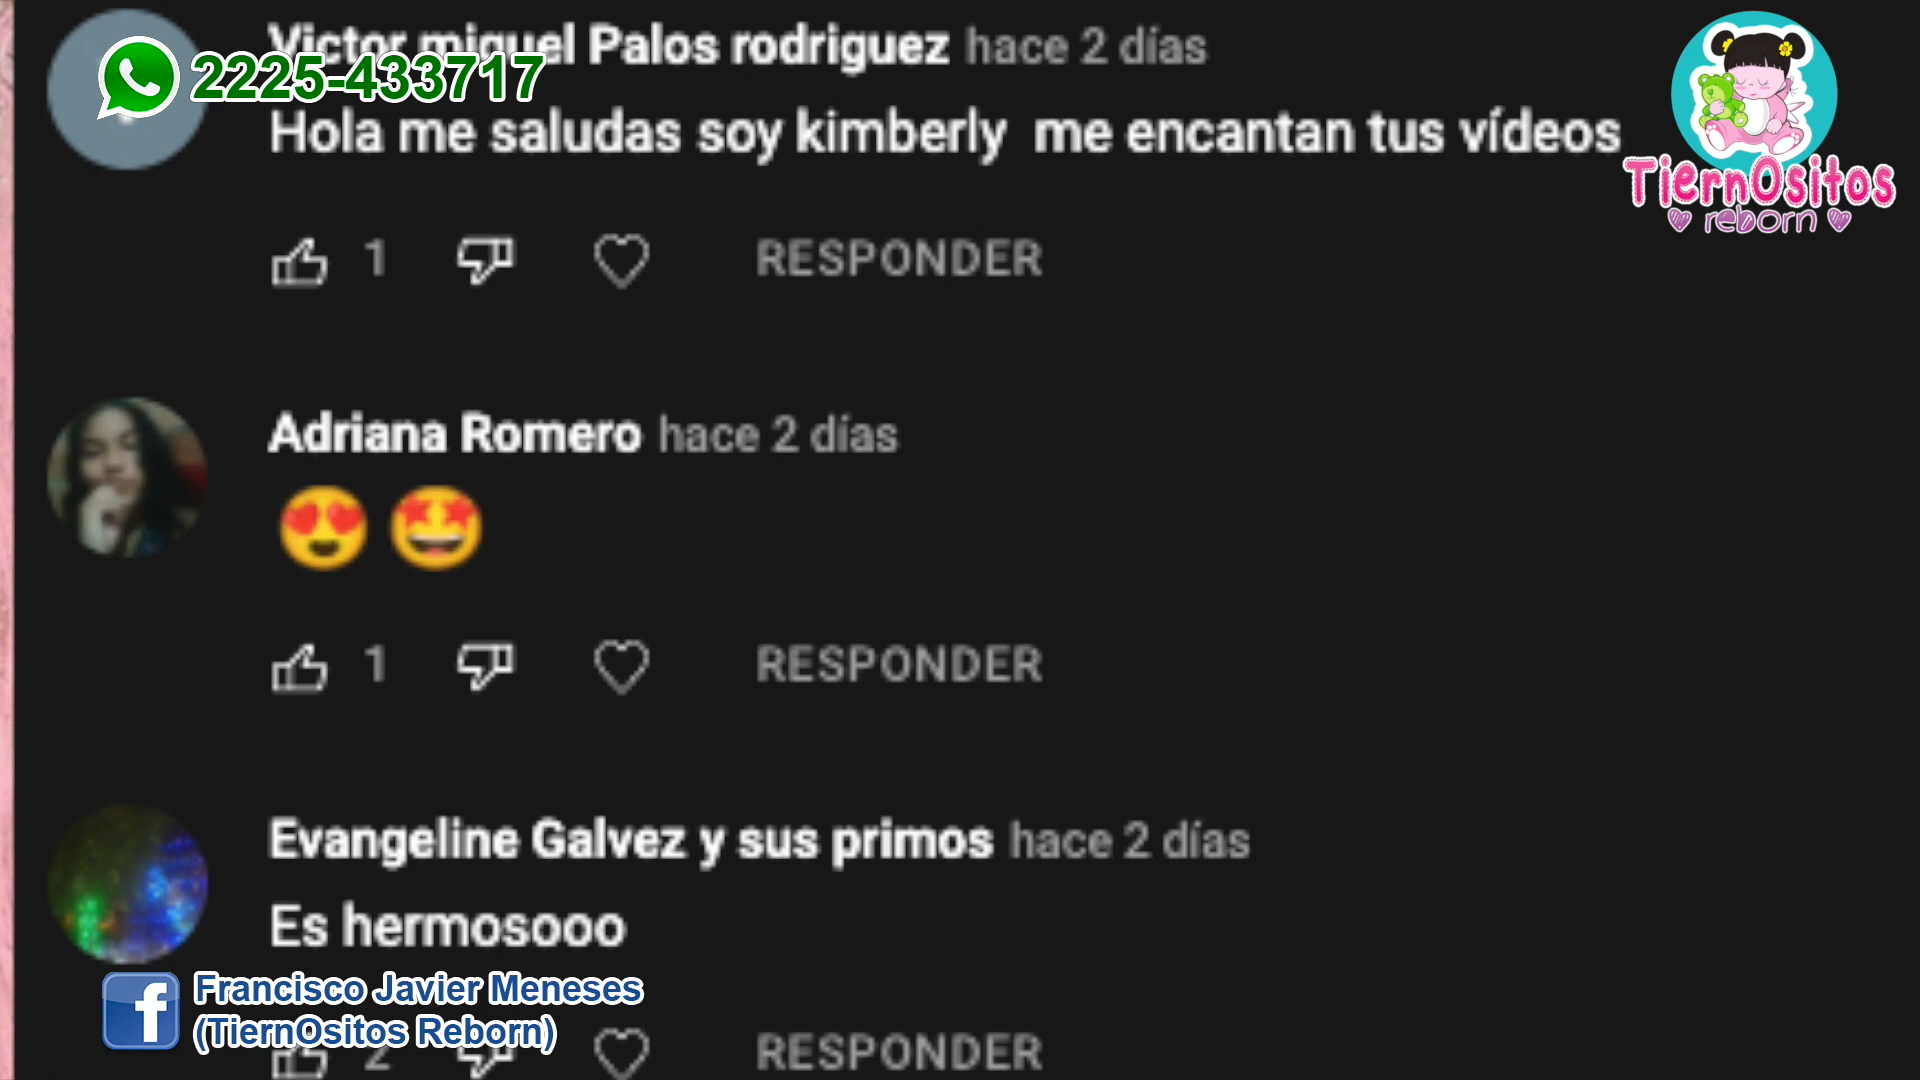 Victor miguel Palos rodriguez hace 2 días
2225-433717
Hola me saludas soy kimberly me encantan tus vídeos
TiernOsitos
reborn
1 RESPONDER
Adriana Romero hace 2 días
😍 🤩
1 RESPONDER
Evangeline Galvez y sus primos hace 2 días
Es hermosooo
Francisco Javier Meneses
(TiernOsitos Reborn)
2 RESPONDER